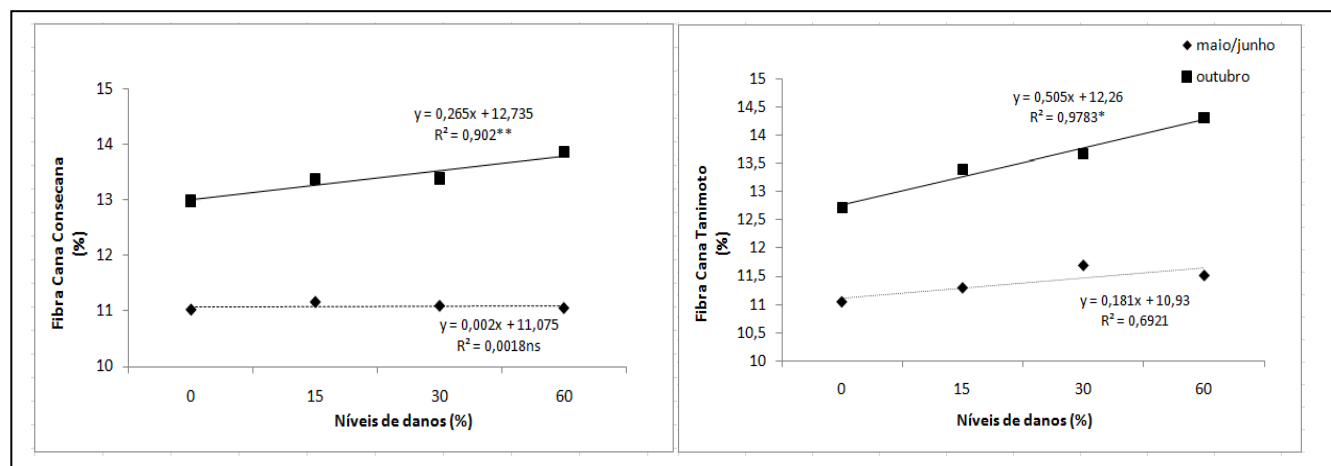 Fibra Cana Consecana
(%)
15
14
13
12
11
10
y = 0,265x + 12,735
R² = 0,902**
y = 0,002x + 11,075
R² = 0,0018ns
0 15 30 60
Níveis de danos (%)
Fibra Cana Tanimoto
(%)
15
14,5
14
13,5
13
12,5
12
11,5
11
10,5
10
maio/junho
outubro
y = 0,505x + 12,26
R² = 0,9783*
y = 0,181x + 10,93
R² = 0,6921
0 15 30 60
Níveis de danos (%)